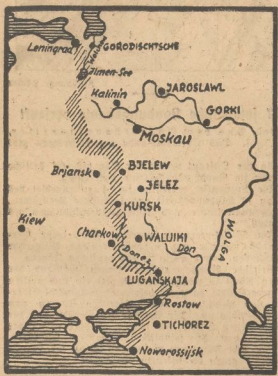 Leningrad
GORODISCHTSCHE
Wolchow
Ilmen-See
Kalinin
JAROSLAWL
GORKI
Moskau
Brjansk
BJELEW
JELEZ
KURSK
Kiew
Charkow
WALUIKI
Donez
Don
WOLGA
LUGANSKAJA
Rostow
TICHOREZ
Noworossijsk